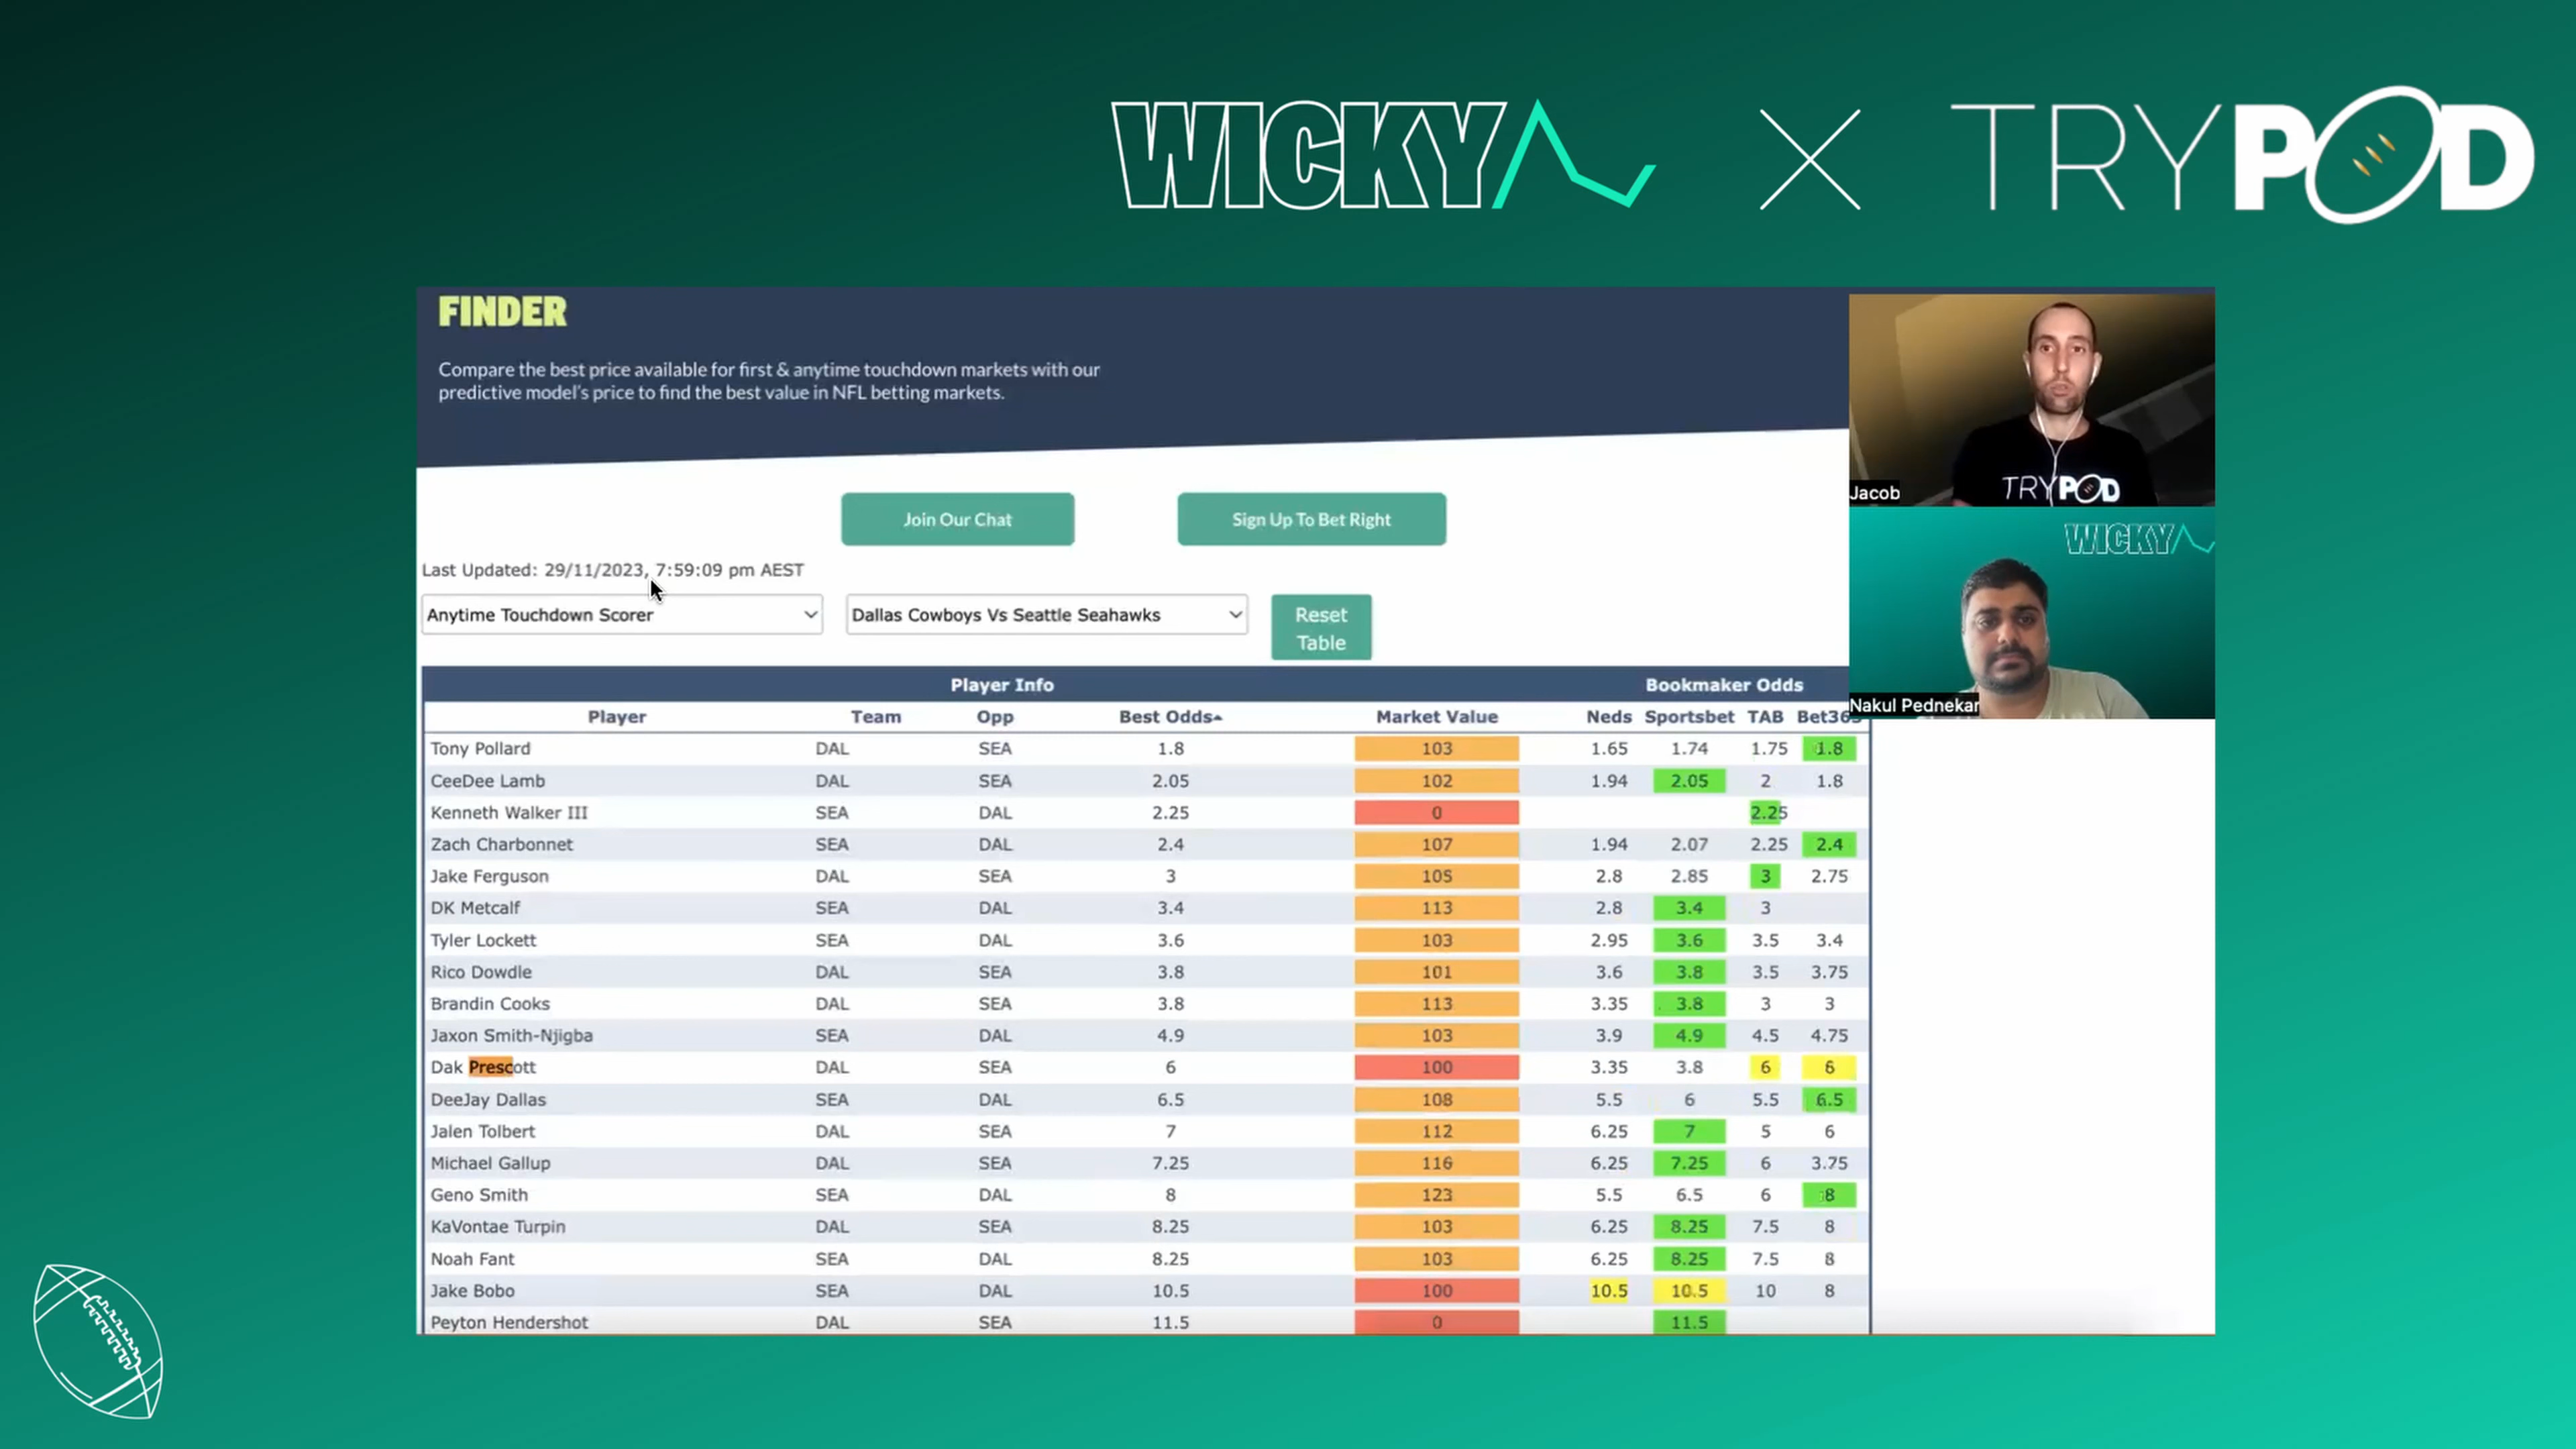 WICKY X TRYPOD
FINDER
Compare the best price available for first & anytime touchdown markets with our
predictive model's price to find the best value in NFL betting markets.
Jacob
TRYPOD
WICKY
Nakul Pednekar
Join Our Chat Sign Up To Bet Right
Last Updated: 29/11/2023, 7:59:09 pm AEST
Anytime Touchdown Scorer Dallas Cowboys Vs Seattle Seahawks Reset
Table
Player Info Bookmaker Odds
Player Team Opp Best Odds Market Value Neds Sportsbet TAB Bet365
Tony Pollard DAL SEA 1.8 103 1.65 1.74 1.75 1.8
CeeDee Lamb DAL SEA 2.05 102 1.94 2.05 2 1.8
Kenneth Walker III SEA DAL 2.25 0 2.25
Zach Charbonnet SEA DAL 2.4 107 1.94 2.07 2.25 2.4
Jake Ferguson DAL SEA 3 105 2.8 2.85 3 2.75
DK Metcalf SEA DAL 3.4 113 2.8 3.4 3
Tyler Lockett SEA DAL 3.6 103 2.95 3.6 3.5 3.4
Rico Dowdle DAL SEA 3.8 101 3.6 3.8 3.5 3.75
Brandin Cooks DAL SEA 3.8 113 3.35 3.8 3 3
Jaxon Smith-Njigba SEA DAL 4.9 103 3.9 4.9 4.5 4.75
Dak Prescott DAL SEA 6 100 3.35 3.8 6 6
DeeJay Dallas SEA DAL 6.5 108 5.5 6 5.5 6.5
Jalen Tolbert DAL SEA 7 112 6.25 7 5 6
Michael Gallup DAL SEA 7.25 116 6.25 7.25 6 3.75
Geno Smith SEA DAL 8 123 5.5 6.5 6 8
KaVontae Turpin DAL SEA 8.25 103 6.25 8.25 7.5 8
Noah Fant SEA DAL 8.25 103 6.25 8.25 7.5 8
Jake Bobo SEA DAL 10.5 100 10.5 10.5 10 8
Peyton Hendershot DAL SEA 11.5 0 11.5